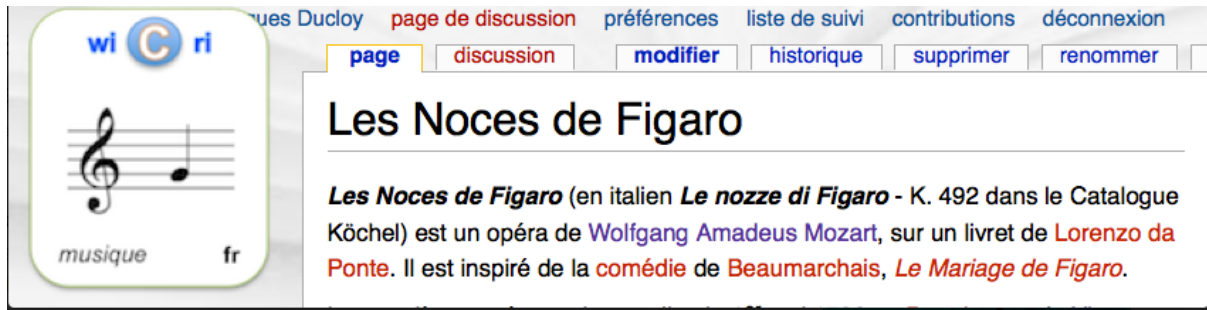 wi C ri
ues Ducloy page de discussion préférences liste de suivi contributions déconnexion
page discussion modifier historique supprimer renommer
Les Noces de Figaro
Les Noces de Figaro (en italien Le nozze di Figaro - K. 492 dans le Catalogue
Köchel) est un opéra de Wolfgang Amadeus Mozart, sur un livret de Lorenzo da
Ponte. Il est inspiré de la comédie de Beaumarchais, Le Mariage de Figaro.
musique fr